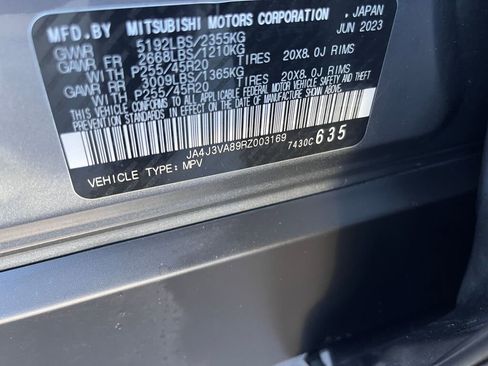 MFD.BY MITSUBISHI MOTORS CORPORATION , JAPAN
GVWR 5192LBS/2355KG JUN 2023
GAWR FR 2668LBS/1210KG
WITH P255/45R20 TIRES 20X8.0J RIMS
GAWR RR 3009LBS/1365KG
WITH P255/45R20 TIRES 20X8.0J RIMS
THIS VEHICLE CONFORMS TO ALL APPLICABLE FEDERAL MOTOR VEHICLE SAFETY, BUMPER, AND THEFT
PREVENTION STANDARDS IN EFFECT ON THE DATE OF MANUFACTURE SHOWN ABOVE.
JA4J3VA89RZ003169 7430C635
VEHICLE TYPE: MPV